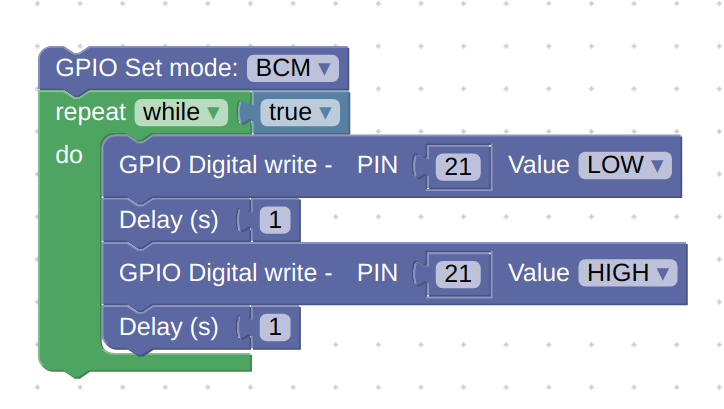 GPIO Set mode: BCM ▾
repeat while ▾ true ▾
do GPIO Digital write - PIN 21 Value LOW ▾
Delay (s) 1
GPIO Digital write - PIN 21 Value HIGH ▾
Delay (s) 1